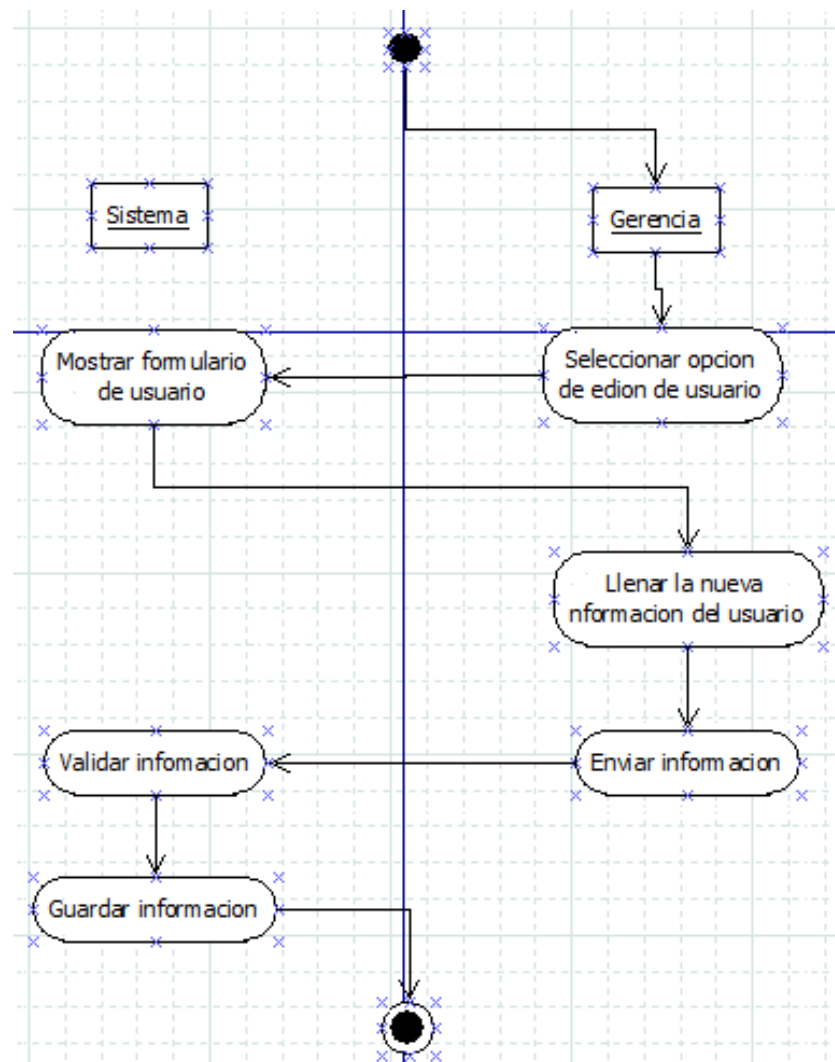 Sistema
Gerencia
Mostrar formulario
de usuario
Seleccionar opcion
de edion de usuario
Llenar la nueva
nformacion del usuario
Validar infomacion
Enviar informacion
Guardar informacion